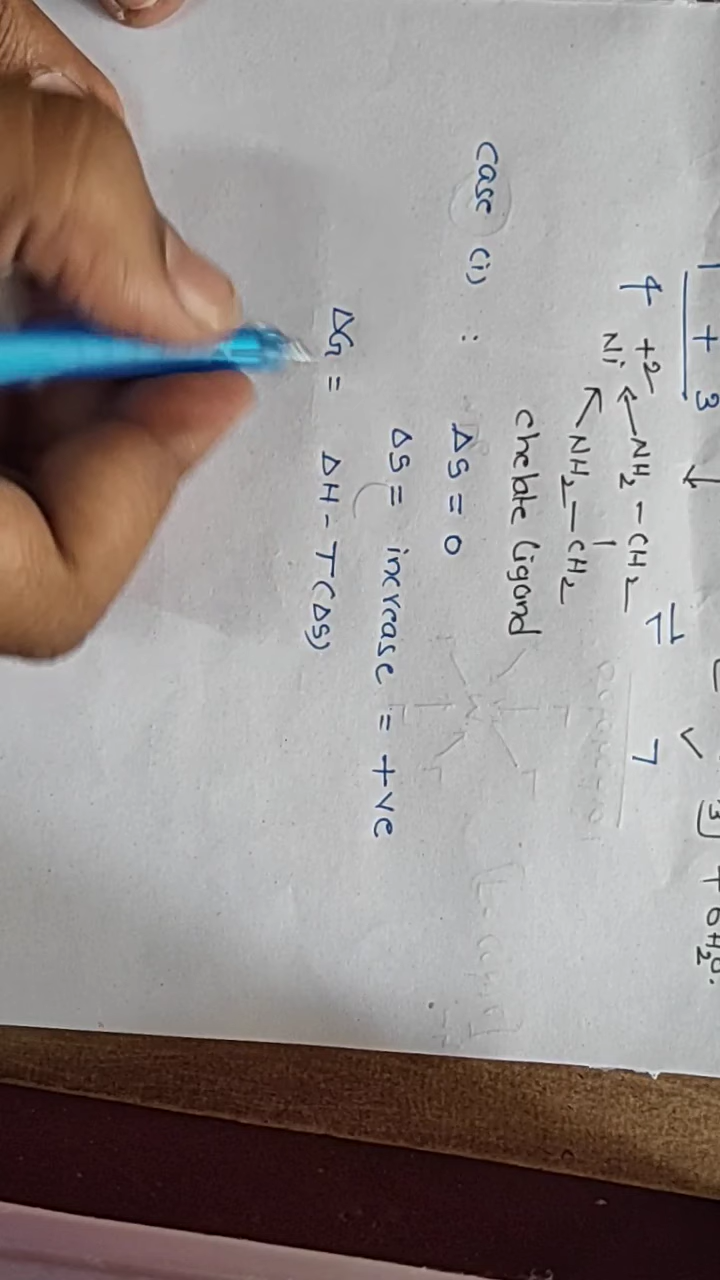 3] + 6H2O.
1 + 3 ↓ ✓
4 ⇌ 7
+2
Ni ← NH2 - CH2
|
↖ NH2 - CH2
chelate ligand
case (i) : ΔS = 0
ΔS = increase = +ve
ΔG = ΔH - T(ΔS)